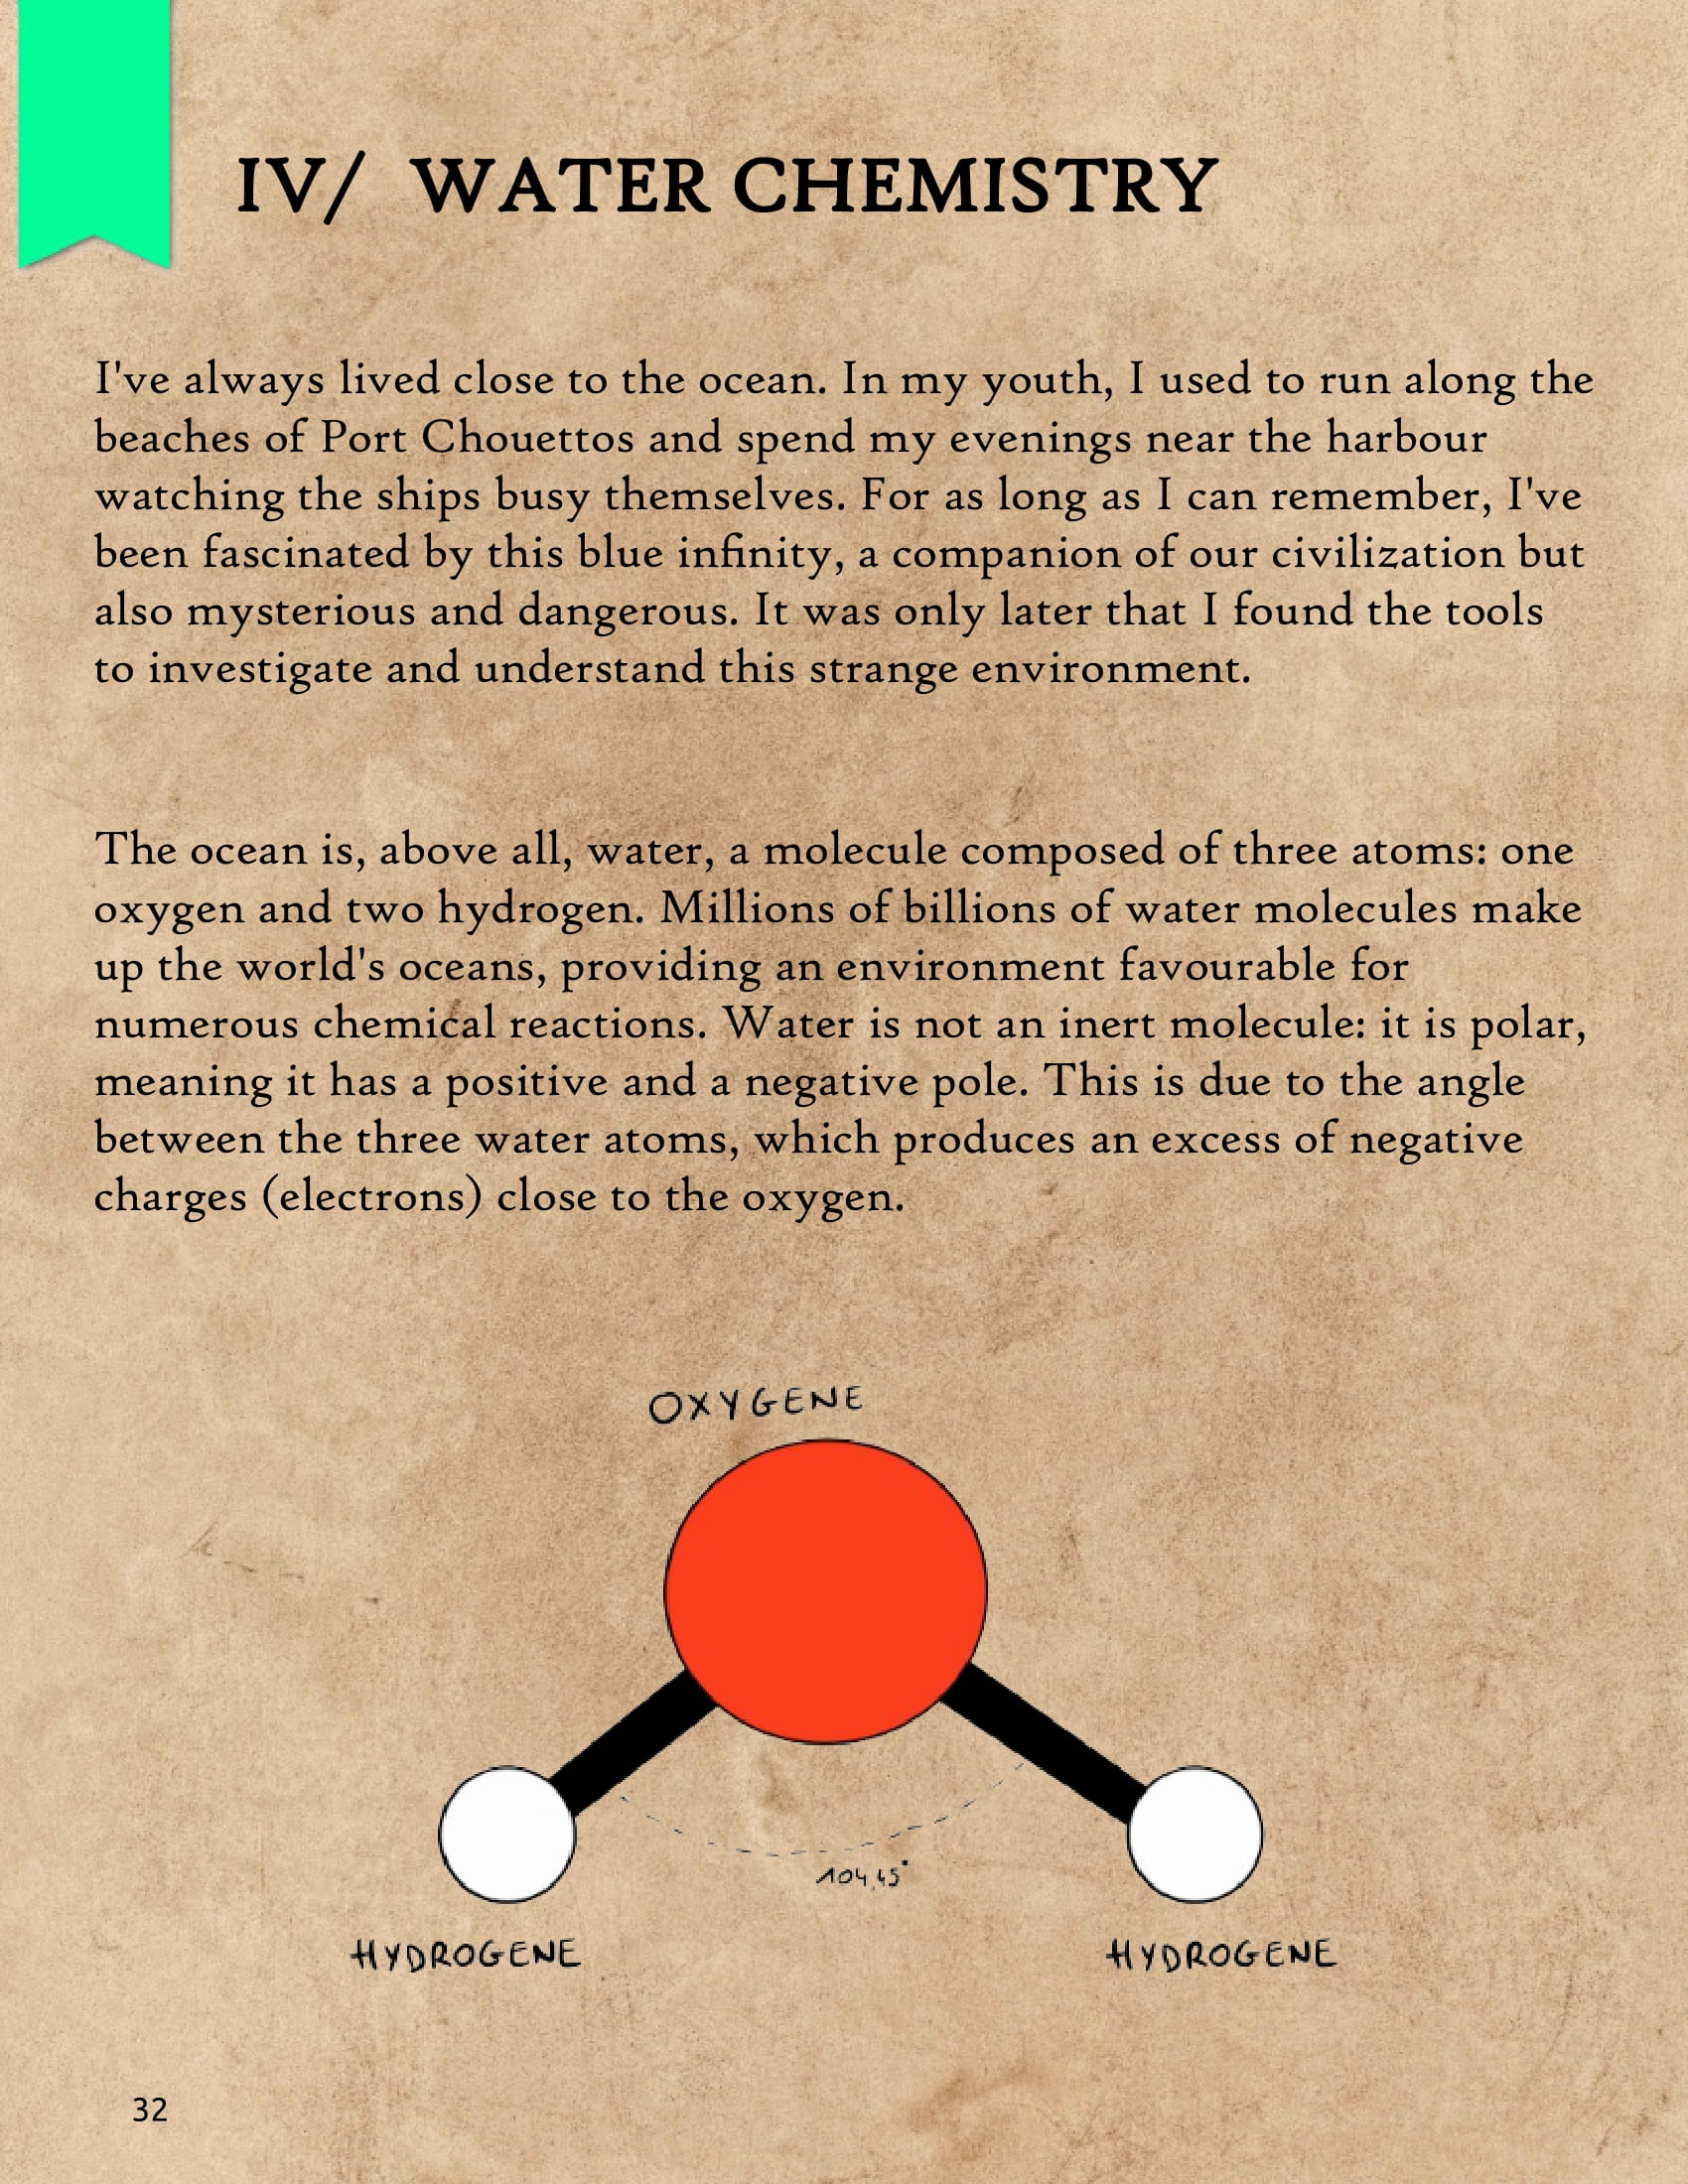 IV/ WATER CHEMISTRY
I've always lived close to the ocean. In my youth, I used to run along the
beaches of Port Chouettos and spend my evenings near the harbour
watching the ships busy themselves. For as long as I can remember, I've
been fascinated by this blue infinity, a companion of our civilization but
also mysterious and dangerous. It was only later that I found the tools
to investigate and understand this strange environment.
The ocean is, above all, water, a molecule composed of three atoms: one
oxygen and two hydrogen. Millions of billions of water molecules make
up the world's oceans, providing an environment favourable for
numerous chemical reactions. Water is not an inert molecule: it is polar,
meaning it has a positive and a negative pole. This is due to the angle
between the three water atoms, which produces an excess of negative
charges (electrons) close to the oxygen.
OXYGENE
104,45°
HYDROGENE
HYDROGENE
32